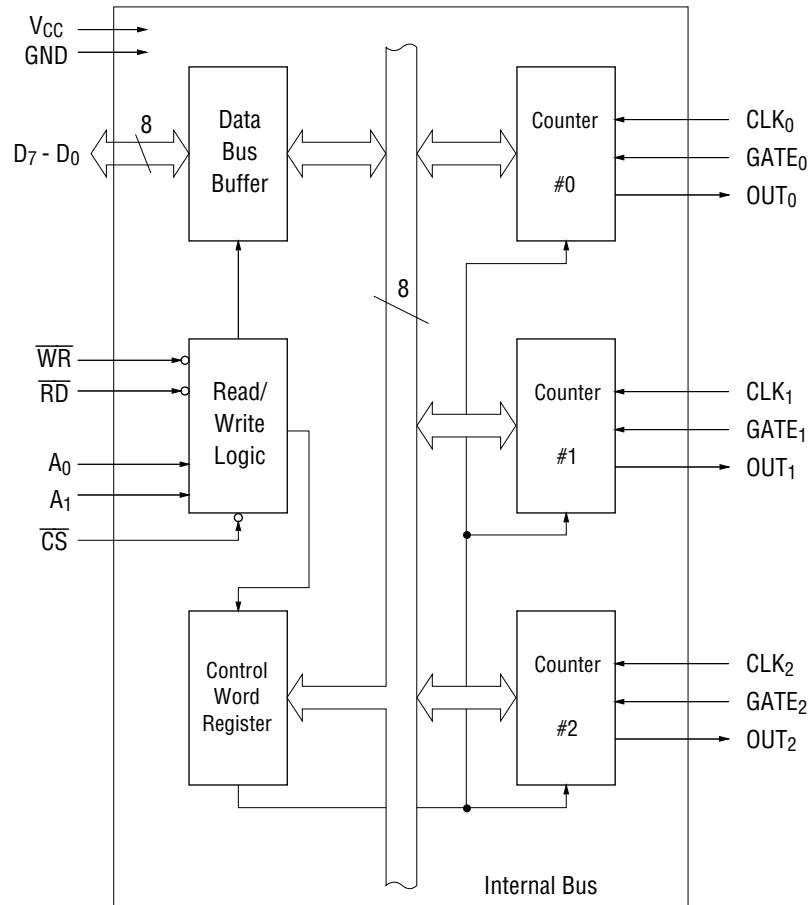 VCC
GND
D7 - D0
8
Data
Bus
Buffer
8
Counter
#0
CLK0
GATE0
OUT0
WR
RD
A0
A1
CS
Read/
Write
Logic
Counter
#1
CLK1
GATE1
OUT1
Control
Word
Register
Counter
#2
CLK2
GATE2
OUT2
Internal Bus